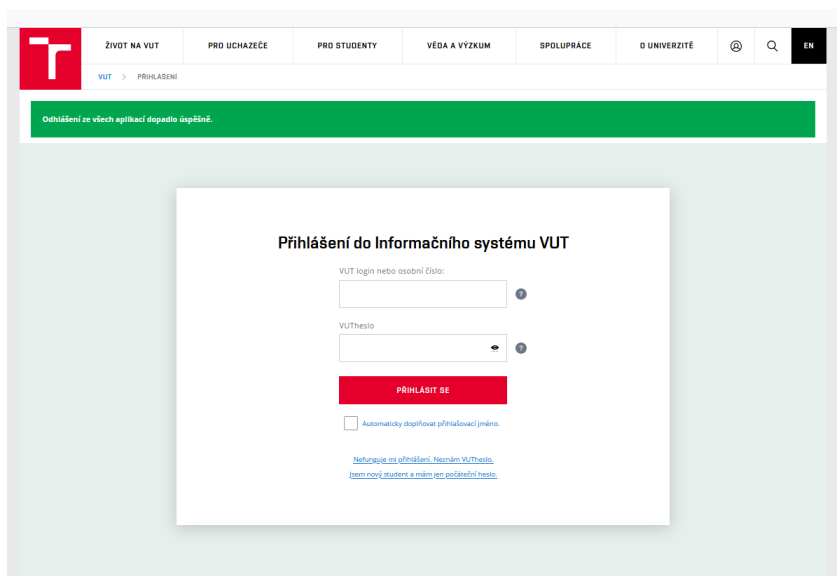 ŽIVOT NA VUT PRO UCHAZEČE PRO STUDENTY VĚDA A VÝZKUM SPOLUPRÁCE O UNIVERZITĚ EN
VUT > PŘIHLÁŠENÍ
Odhlášení ze všech aplikací dopadlo úspěšně.
Přihlášení do Informačního systému VUT
VUT login nebo osobní číslo:
?
VUTheslo
?
PŘIHLÁSIT SE
Automaticky doplňovat přihlašovací jméno.
Nefunguje mi přihlášení. Neznám VUTheslo.
Jsem nový student a mám jen počáteční heslo.